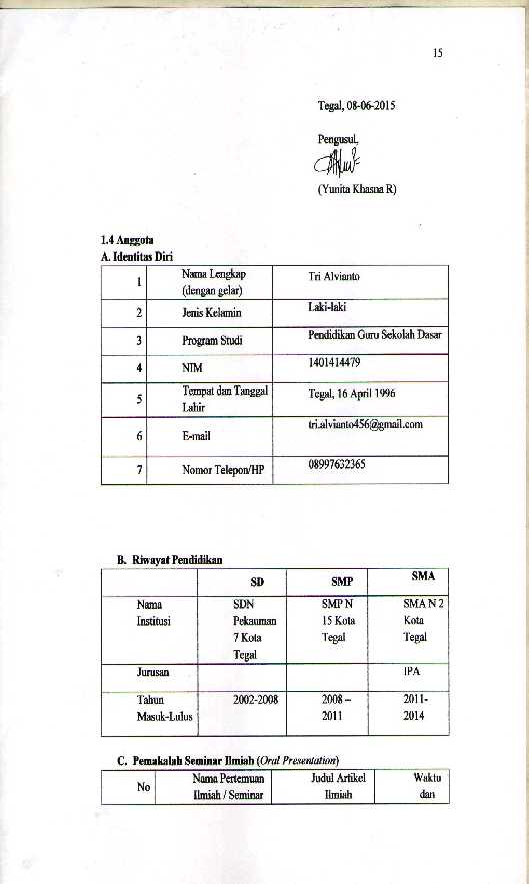 15
Tegal, 08-06-2015
Pengusul,
(Yunita Khasna R)
1.4 Anggota
A. Identitas Diri
1 Nama Lengkap (dengan gelar) Tri Alvianto
2 Jenis Kelamin Laki-laki
3 Program Studi Pendidikan Guru Sekolah Dasar
4 NIM 1401414479
5 Tempat dan Tanggal Lahir Tegal, 16 April 1996
6 E-mail tri.alvianto456@gmail.com
7 Nomor Telepon/HP 08997632365
B. Riwayat Pendidikan
SD SMP SMA
Nama Institusi SDN Pekauman 7 Kota Tegal SMP N 15 Kota Tegal SMA N 2 Kota Tegal
Jurusan IPA
Tahun Masuk-Lulus 2002-2008 2008 – 2011 2011-2014
C. Pemakalah Seminar Ilmiah (Oral Presentation)
No Nama Pertemuan Ilmiah / Seminar Judul Artikel Ilmiah Waktu dan